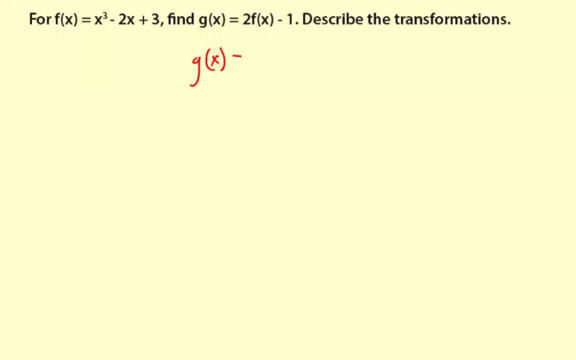 For f(x) = x³ - 2x + 3, find g(x) = 2f(x) - 1. Describe the transformations.
g(x) -